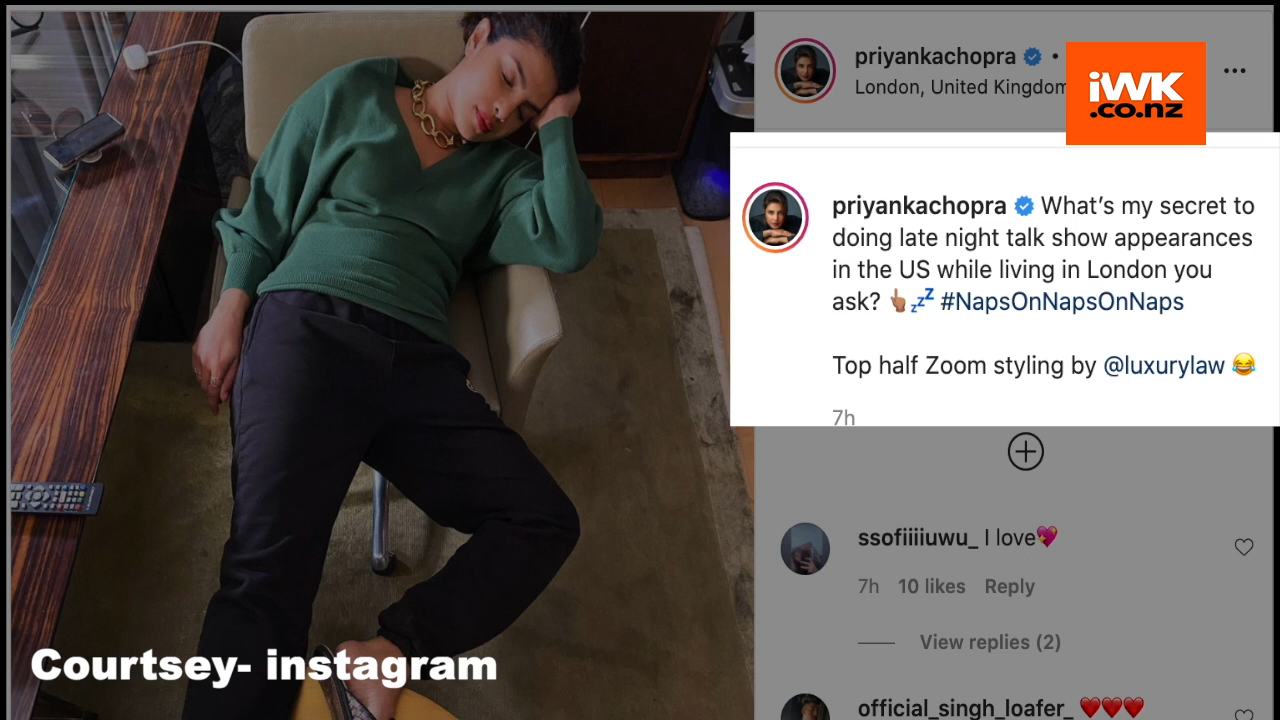 priyankachopra •
London, United Kingdom
iWK
.co.nz
priyankachopra What's my secret to
doing late night talk show appearances
in the US while living in London you
ask? 👆🏽💤 #NapsOnNapsOnNaps
Top half Zoom styling by @luxurylaw 😂
7h
ssofiiiiuwu_ I love💖
7h 10 likes Reply
View replies (2)
official_singh_loafer_ ❤️❤️❤️
Courtsey- instagram